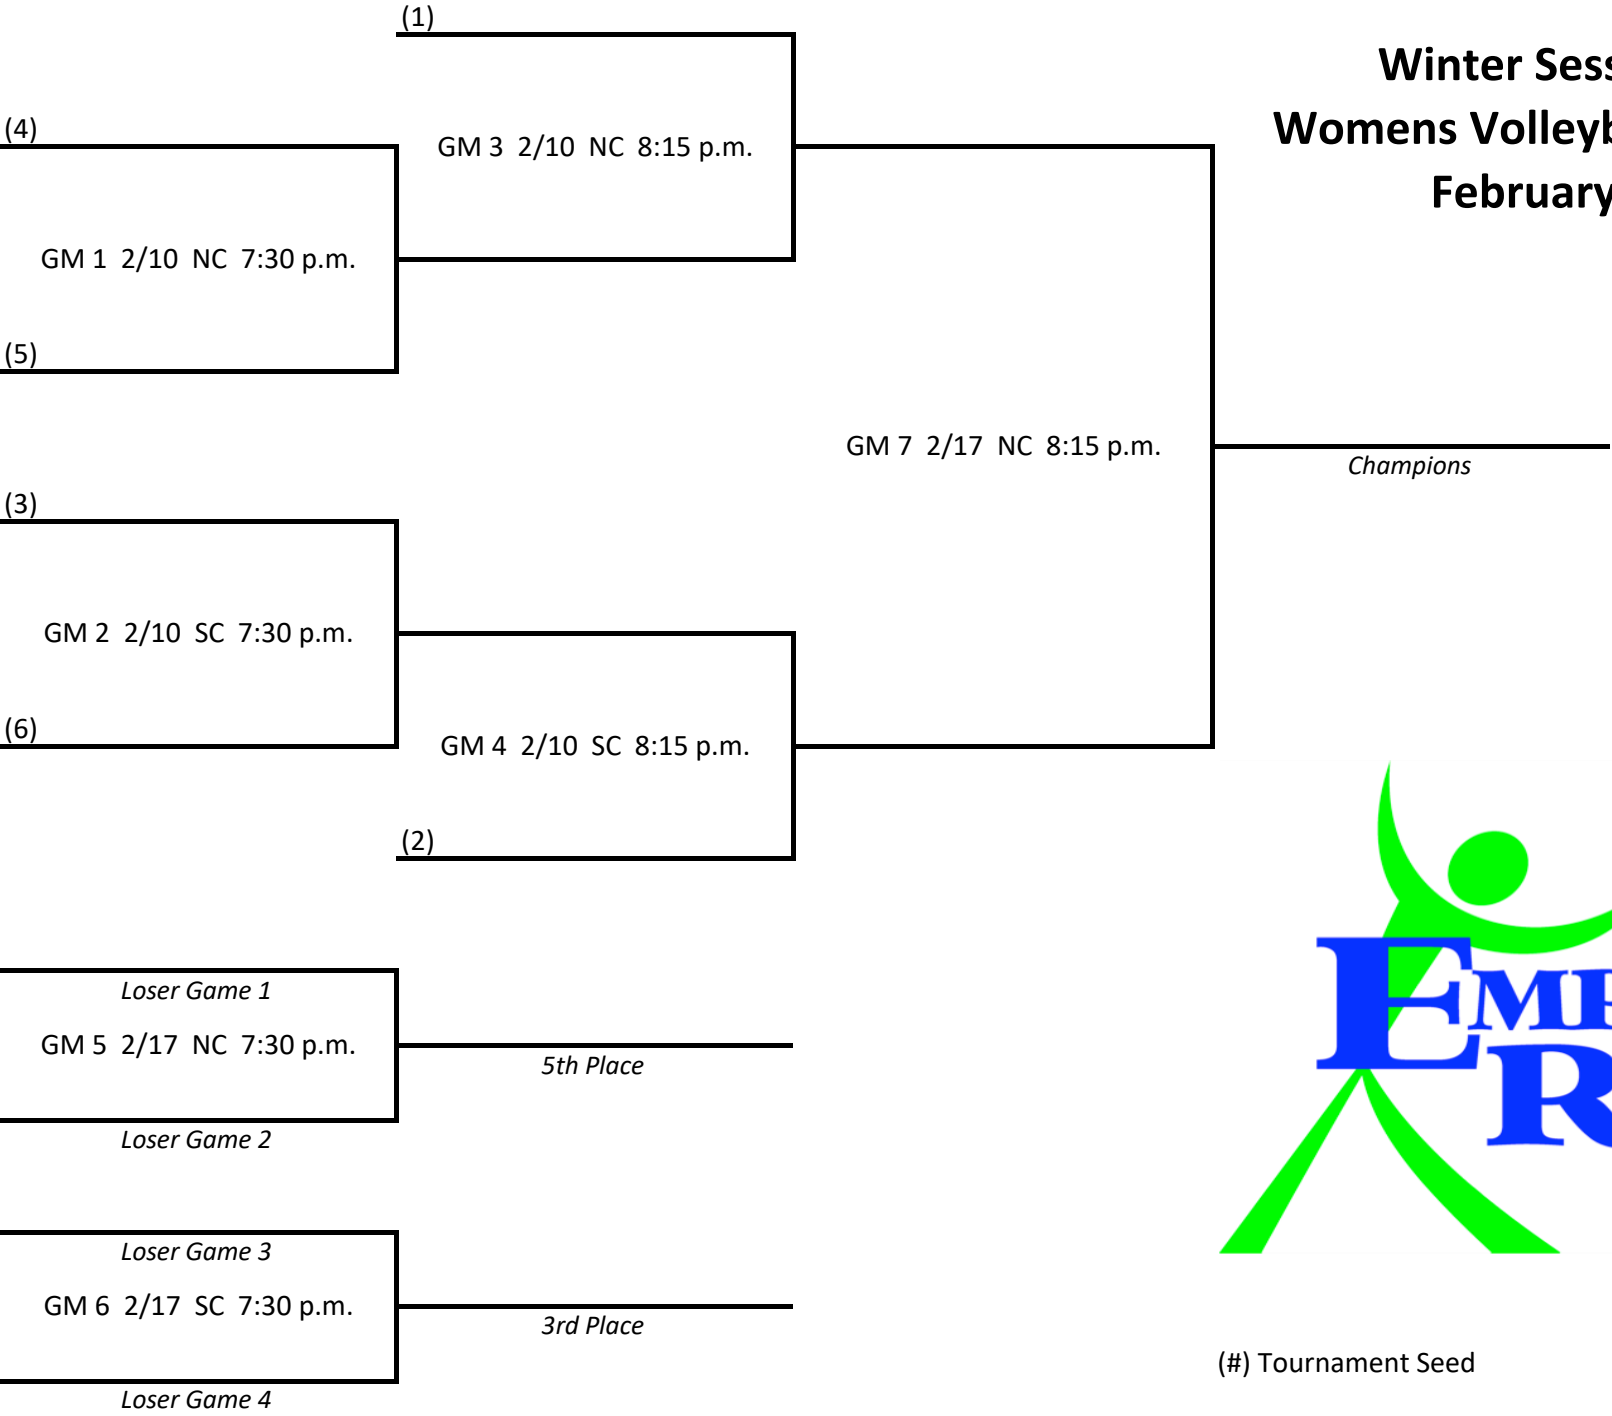 (1)
Winter Sess
Womens Volleyb
February
(4)
GM 3  2/10  NC  8:15 p.m.
GM 1  2/10  NC  7:30 p.m.
(5)
GM 7  2/17  NC  8:15 p.m.
Champions
(3)
GM 2  2/10  SC  7:30 p.m.
(6)
GM 4  2/10  SC  8:15 p.m.
(2)
Loser Game 1
GM 5  2/17  NC  7:30 p.m.
5th Place
Loser Game 2
EMP
R
Loser Game 3
GM 6  2/17  SC  7:30 p.m.
3rd Place
Loser Game 4
(#) Tournament Seed